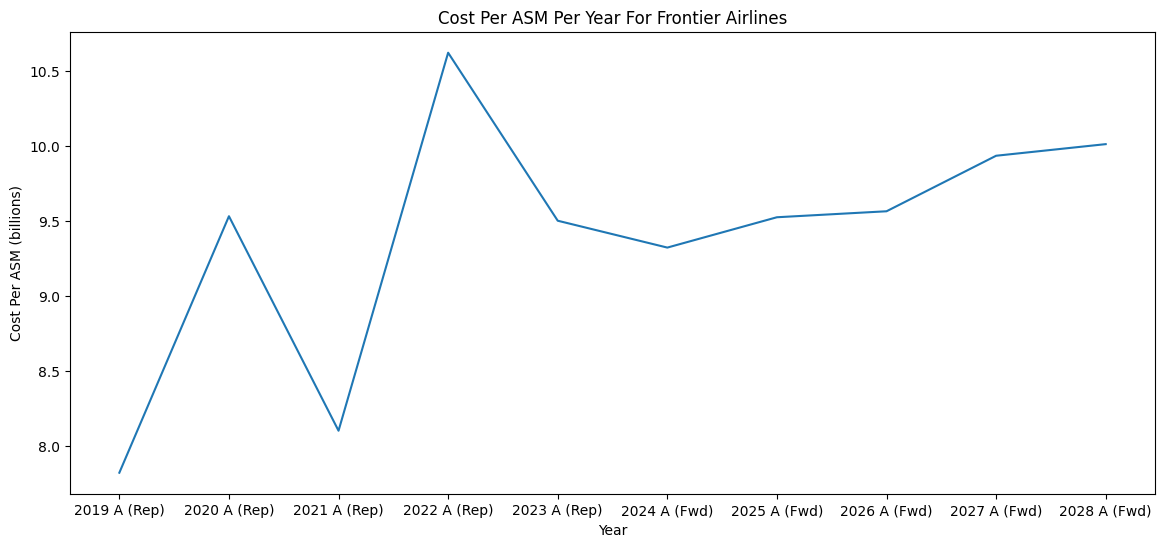 Cost Per ASM Per Year For Frontier Airlines
Cost Per ASM (billions)
10.5
10.0
9.5
9.0
8.5
8.0
2019 A (Rep) 2020 A (Rep) 2021 A (Rep) 2022 A (Rep) 2023 A (Rep) 2024 A (Fwd) 2025 A (Fwd) 2026 A (Fwd) 2027 A (Fwd) 2028 A (Fwd)
Year